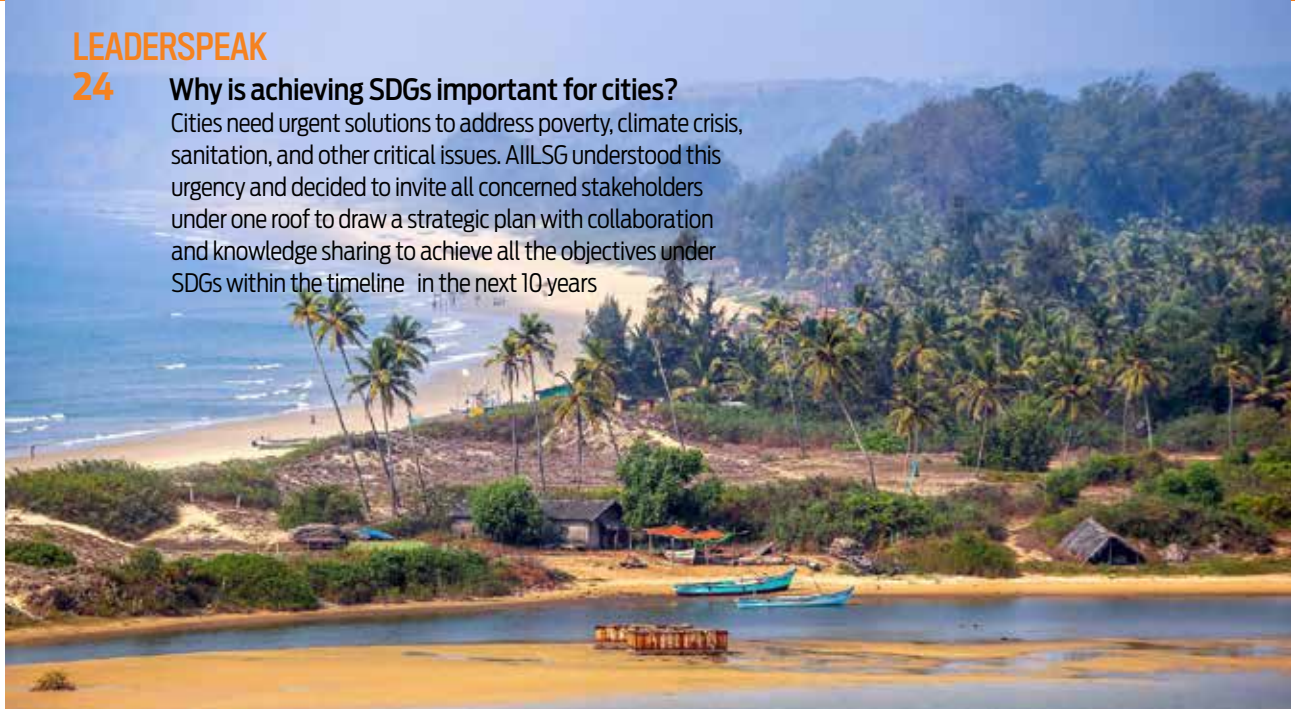 LEADERSPEAK
24 Why is achieving SDGs important for cities?
Cities need urgent solutions to address poverty, climate crisis,
sanitation, and other critical issues. AIILSG understood this
urgency and decided to invite all concerned stakeholders
under one roof to draw a strategic plan with collaboration
and knowledge sharing to achieve all the objectives under
SDGs within the timeline in the next 10 years